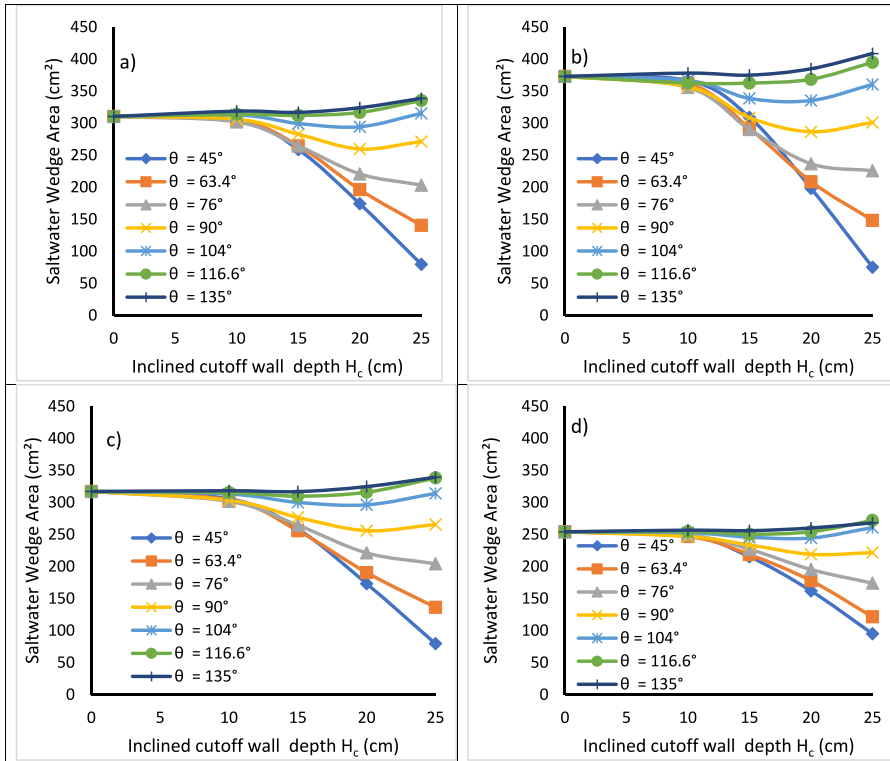 a)
Saltwater Wedge Area (cm²)
450
400
350
300
250
200
150
100
50
0
θ = 45°
θ = 63.4°
θ = 76°
θ = 90°
θ = 104°
θ = 116.6°
θ = 135°
0 5 10 15 20 25
Inclined cutoff wall depth Hc (cm)
b)
Saltwater Wedge Area (cm²)
450
400
350
300
250
200
150
100
50
0
θ = 45°
θ = 63.4°
θ = 76°
θ = 90°
θ = 104°
θ = 116.6°
θ = 135°
0 5 10 15 20 25
Inclined cutoff wall depth Hc (cm)
c)
Saltwater Wedge Area (cm²)
450
400
350
300
250
200
150
100
50
0
θ = 45°
θ = 63.4°
θ = 76°
θ = 90°
θ = 104°
θ = 116.6°
θ = 135°
0 5 10 15 20 25
Inclined cutoff wall depth Hc (cm)
d)
Saltwater Wedge Area (cm²)
450
400
350
300
250
200
150
100
50
0
θ = 45°
θ = 63.4°
θ = 76°
θ = 90°
θ = 104°
θ = 116.6°
θ = 135°
0 5 10 15 20 25
Inclined cutoff wall depth Hc (cm)